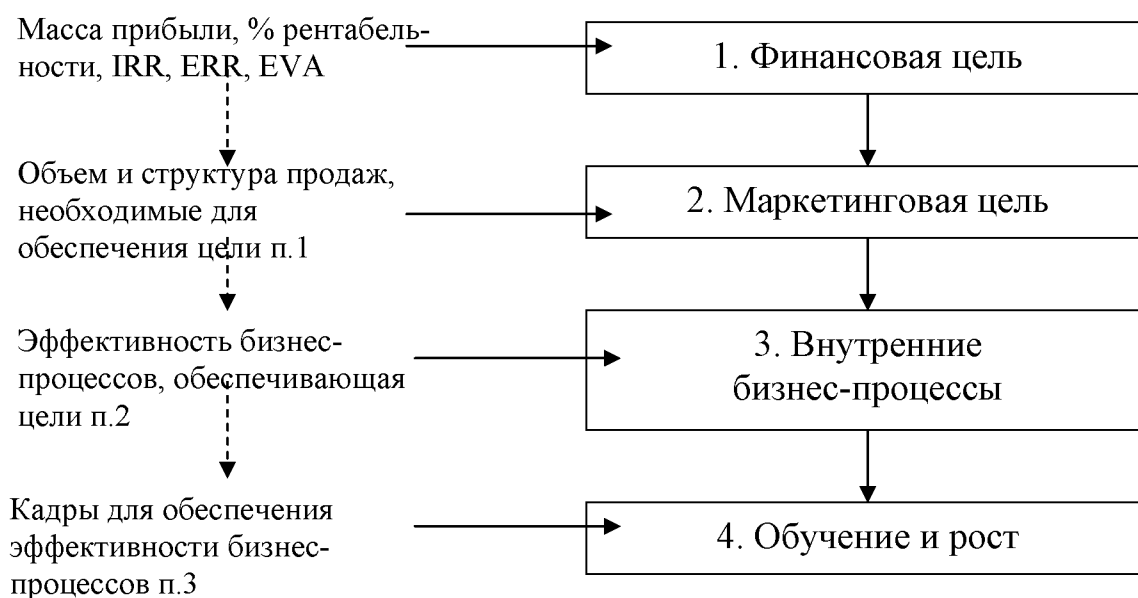 Масса прибыли, % рентабель-
ности, IRR, ERR, EVA
1. Финансовая цель
Объем и структура продаж,
необходимые для
обеспечения цели п.1
2. Маркетинговая цель
Эффективность бизнес-
процессов, обеспечивающая
цели п.2
3. Внутренние
бизнес-процессы
Кадры для обеспечения
эффективности бизнес-
процессов п.3
4. Обучение и рост